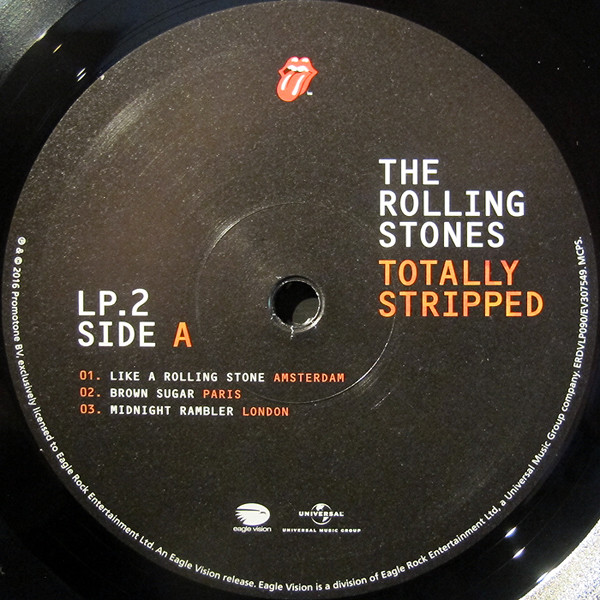 THE
ROLLING
STONES
TOTALLY
STRIPPED
LP.2
SIDE A
01. LIKE A ROLLING STONE AMSTERDAM
02. BROWN SUGAR PARIS
03. MIDNIGHT RAMBLER LONDON
eagle vision
UNIVERSAL
UNIVERSAL MUSIC GROUP
℗ & © 2016 Promotone BV, exclusively licensed to Eagle Rock Entertainment Ltd. An Eagle Vision release. Eagle Vision is a division of Eagle Rock Entertainment Ltd, a Universal Music Group company. ERDVLP090/EV307549. MCPS.